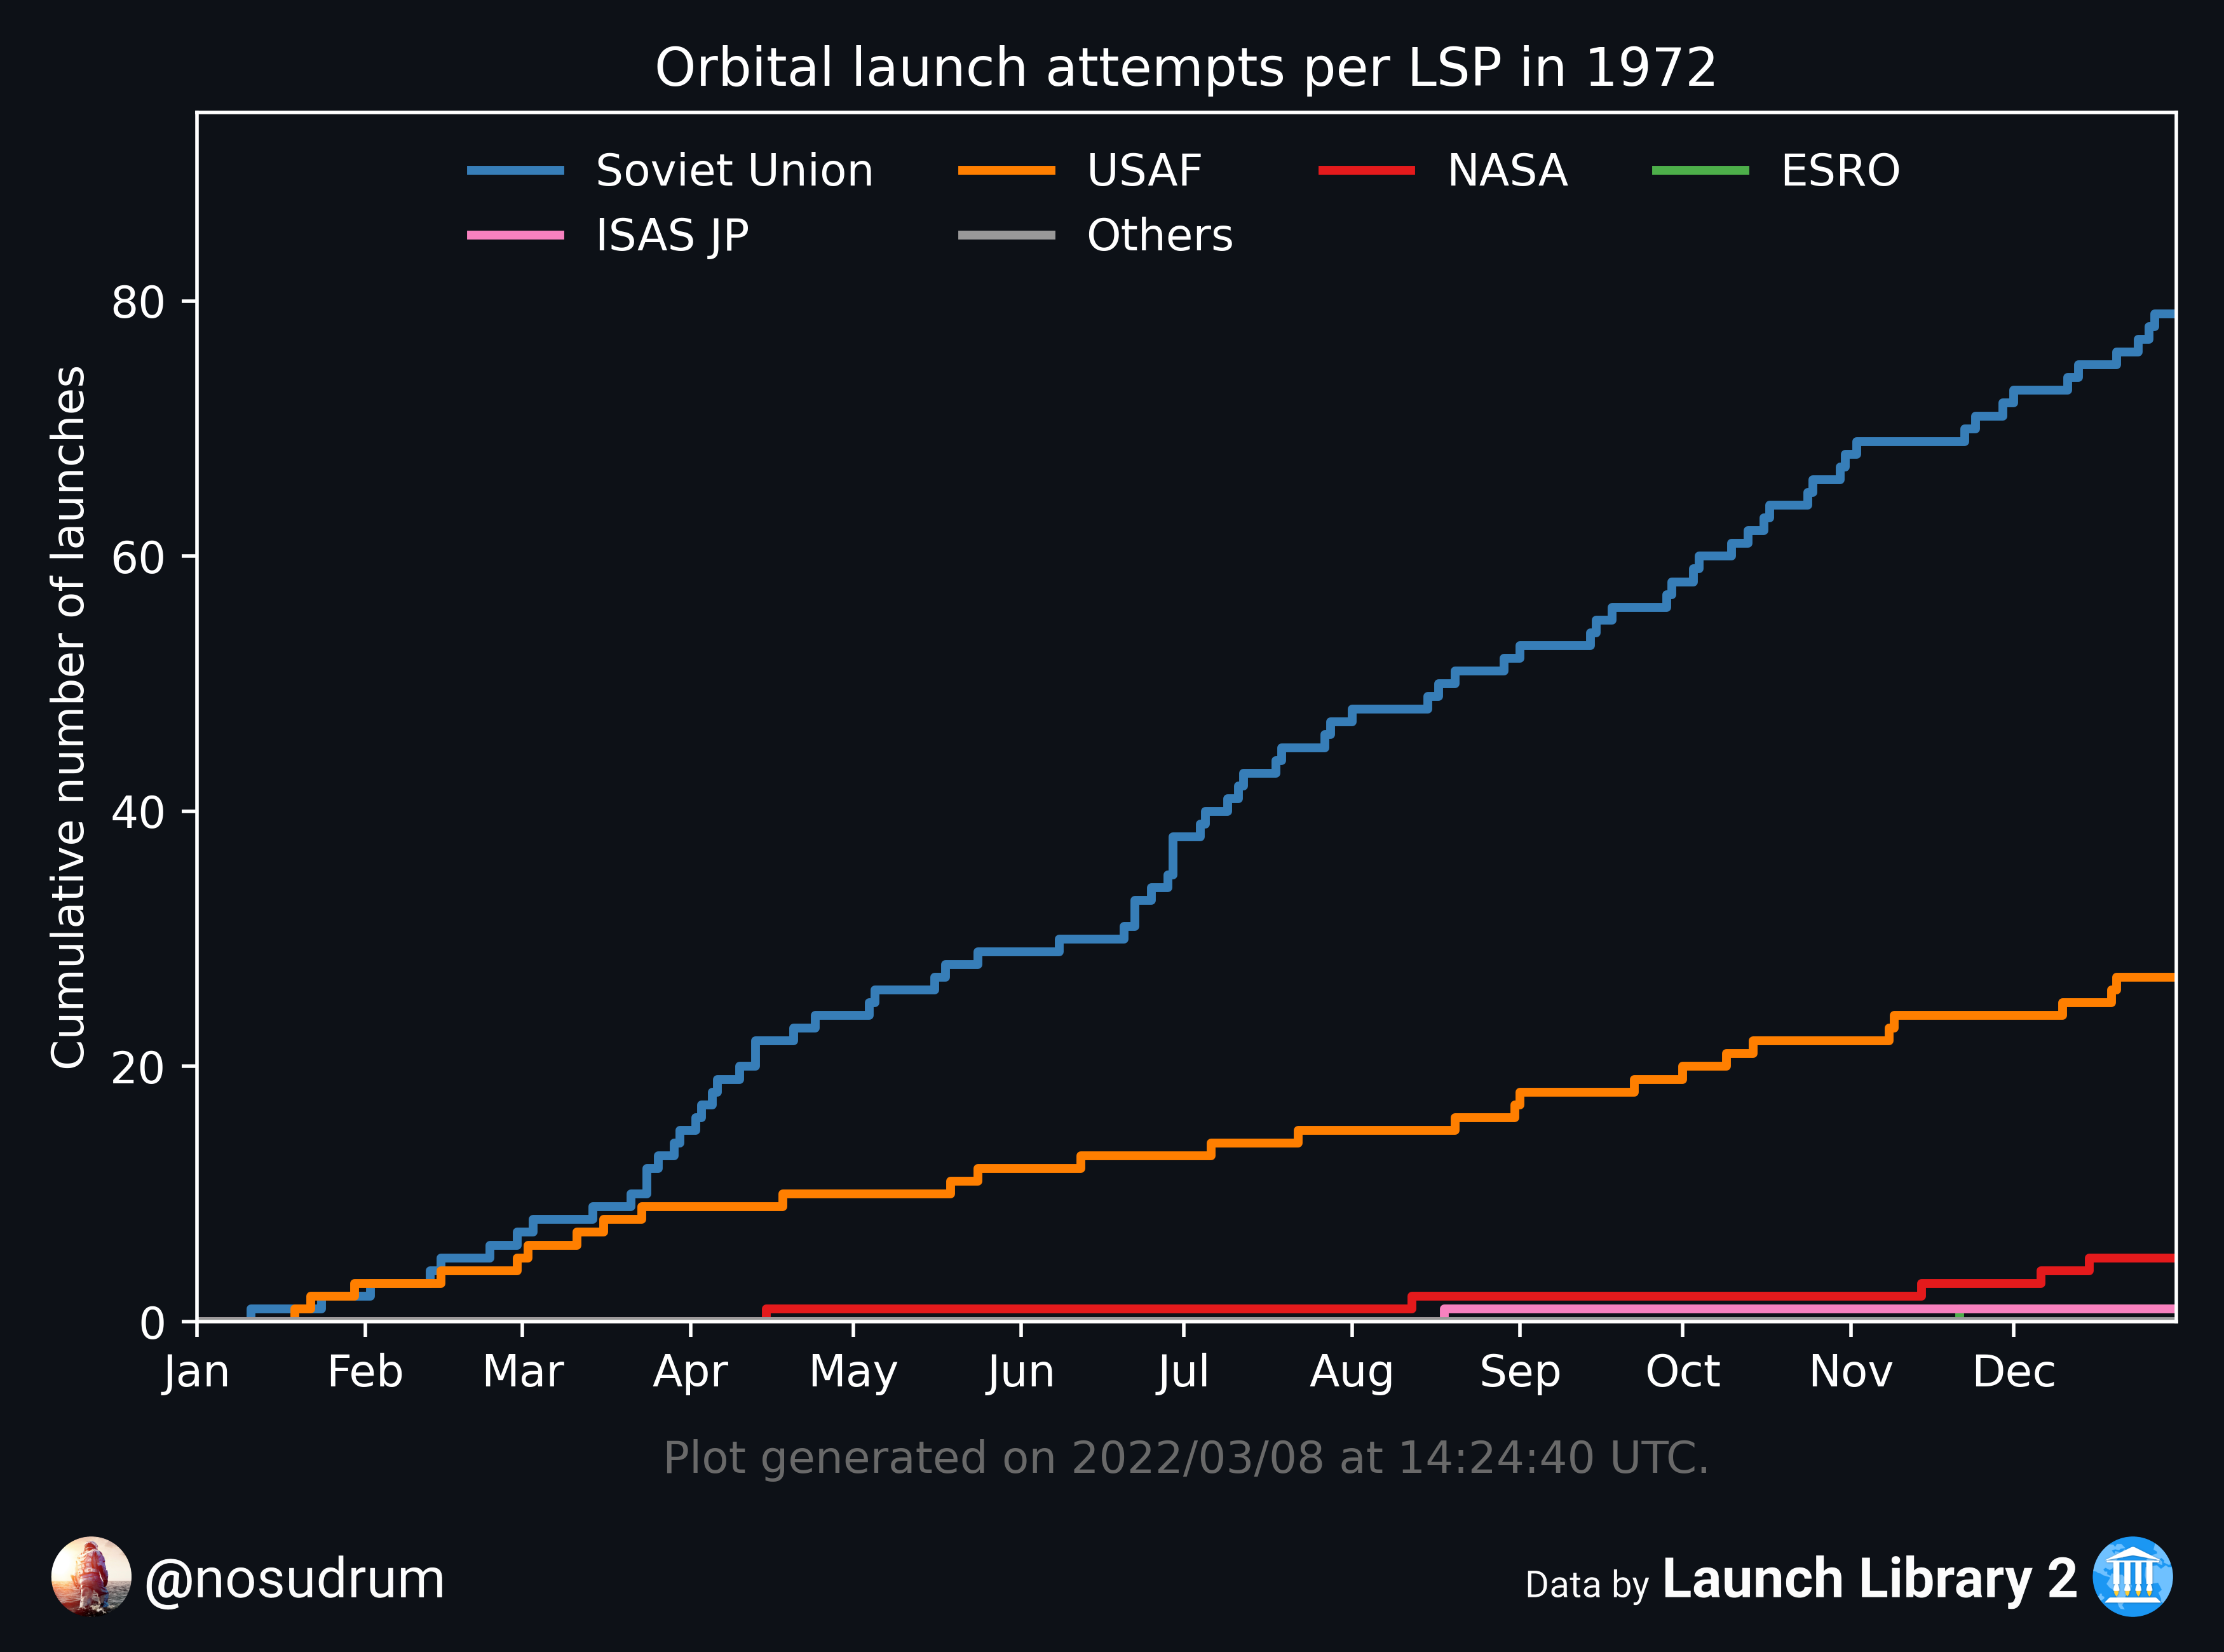 Orbital launch attempts per LSP in 1972
Soviet Union USAF NASA ESRO
ISAS JP Others
Cumulative number of launches
80
60
40
20
0
Jan Feb Mar Apr May Jun Jul Aug Sep Oct Nov Dec
Plot generated on 2022/03/08 at 14:24:40 UTC.
@nosudrum
Data by Launch Library 2